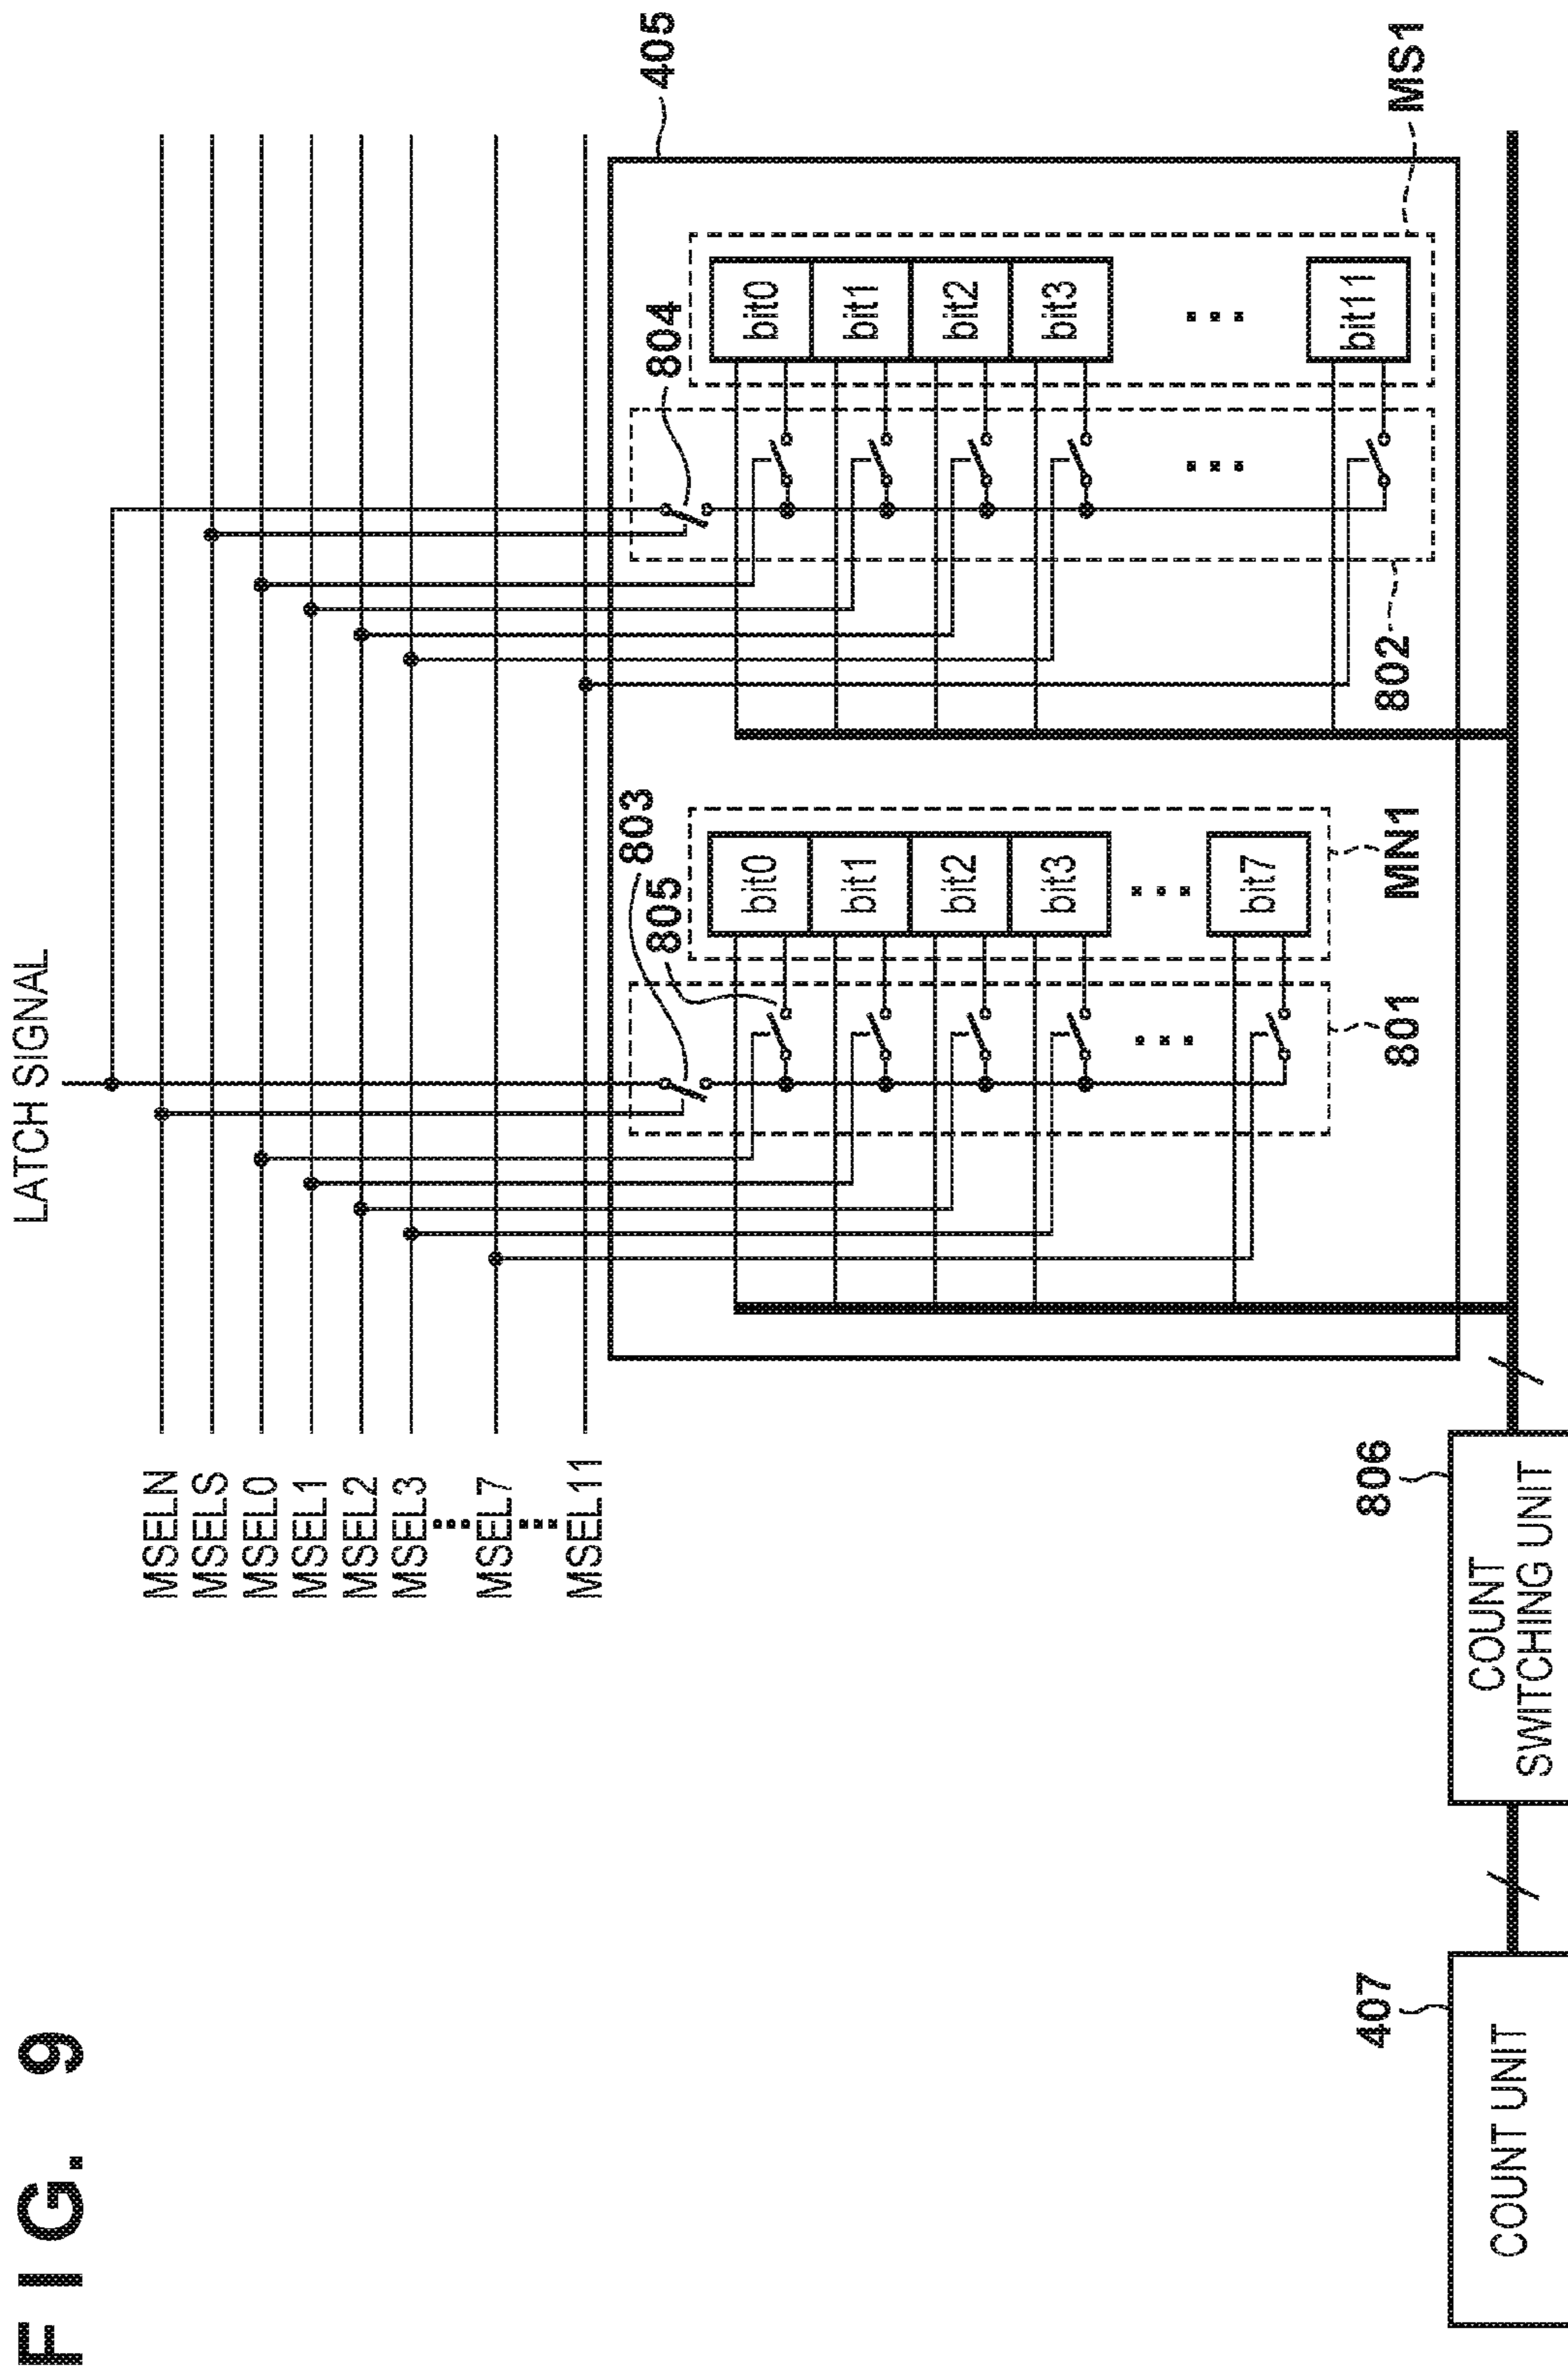 FIG. 9
LATCH SIGNAL
MSELN
MSELS
MSEL0
MSEL1
MSEL2
MSEL3
MSEL7
MSEL11
405
803
805
804
bit0
bit1
bit2
bit3
bit7
bit0
bit1
bit2
bit3
bit11
801
MN1
802
MS1
407
COUNT UNIT
806
COUNT
SWITCHING UNIT